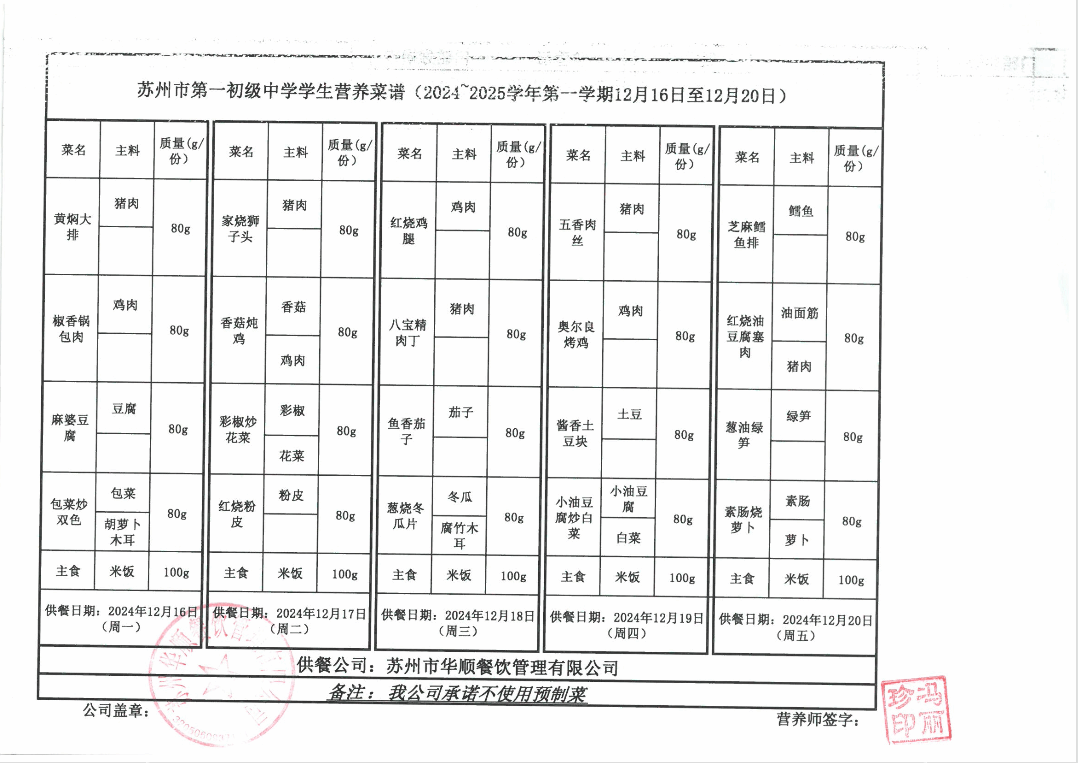 苏州市第一初级中学学生营养菜谱（2024~2025学年第一学期12月16日至12月20日）
菜名 主料 质量(g/份) 菜名 主料 质量(g/份) 菜名 主料 质量(g/份) 菜名 主料 质量(g/份) 菜名 主料 质量(g/份)
黄焖大排 猪肉 80g 家烧狮子头 猪肉 80g 红烧鸡腿 鸡肉 80g 五香肉丝 猪肉 80g 芝麻鳕鱼排 鳕鱼 80g
椒香锅包肉 鸡肉 80g 香菇炖鸡 香菇 鸡肉 80g 八宝精肉丁 猪肉 80g 奥尔良烤鸡 鸡肉 80g 红烧油豆腐塞肉 油面筋 猪肉 80g
麻婆豆腐 豆腐 80g 彩椒炒花菜 彩椒 花菜 80g 鱼香茄子 茄子 80g 酱香土豆块 土豆 80g 葱油绿笋 绿笋 80g
包菜炒双色 包菜 胡萝卜木耳 80g 红烧粉皮 粉皮 80g 葱烧冬瓜片 冬瓜 腐竹木耳 80g 小油豆腐炒白菜 小油豆腐 白菜 80g 素肠烧萝卜 素肠 萝卜 80g
主食 米饭 100g 主食 米饭 100g 主食 米饭 100g 主食 米饭 100g 主食 米饭 100g
供餐日期：2024年12月16日（周一） 供餐日期：2024年12月17日（周二） 供餐日期：2024年12月18日（周三） 供餐日期：2024年12月19日（周四） 供餐日期：2024年12月20日（周五）
供餐公司：苏州市华顺餐饮管理有限公司
备注：我公司承诺不使用预制菜
公司盖章：
营养师签字：
冯丽珍印